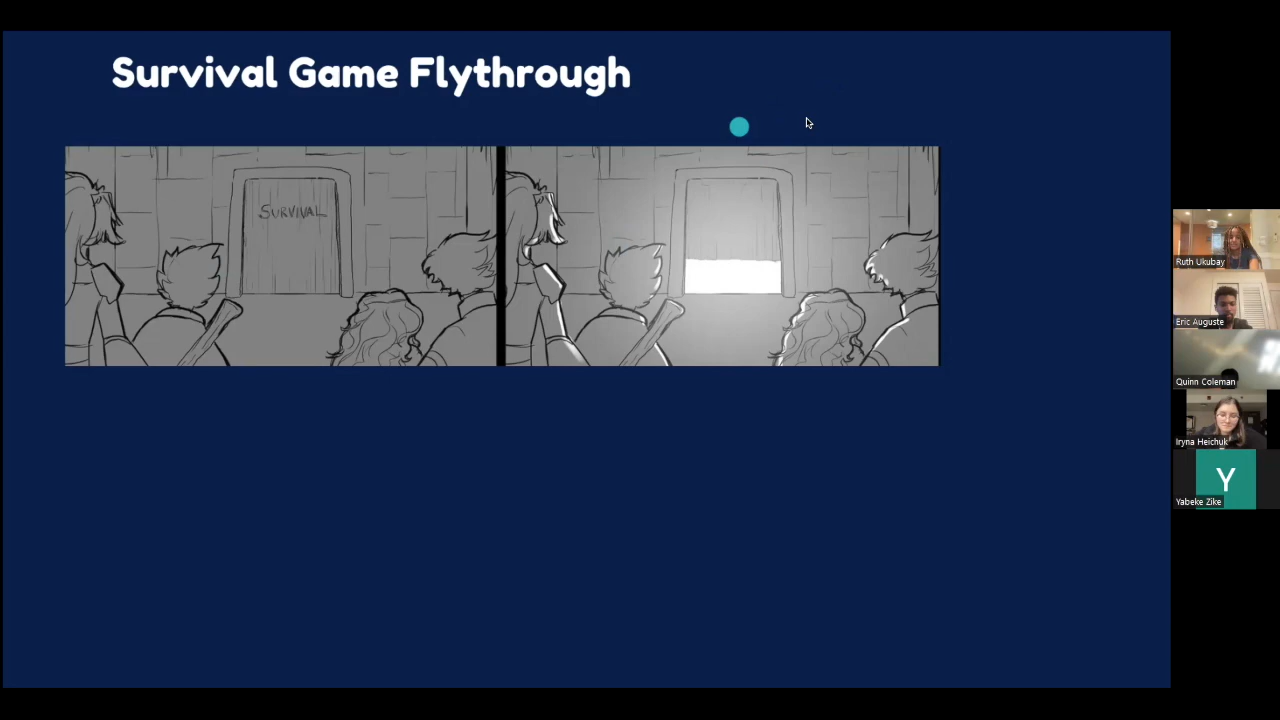 Survival Game Flythrough
SURVIVAL
Ruth Ukubay
Eric Auguste
Quinn Coleman
Iryna Heichuk
Y
Yabeke Zike